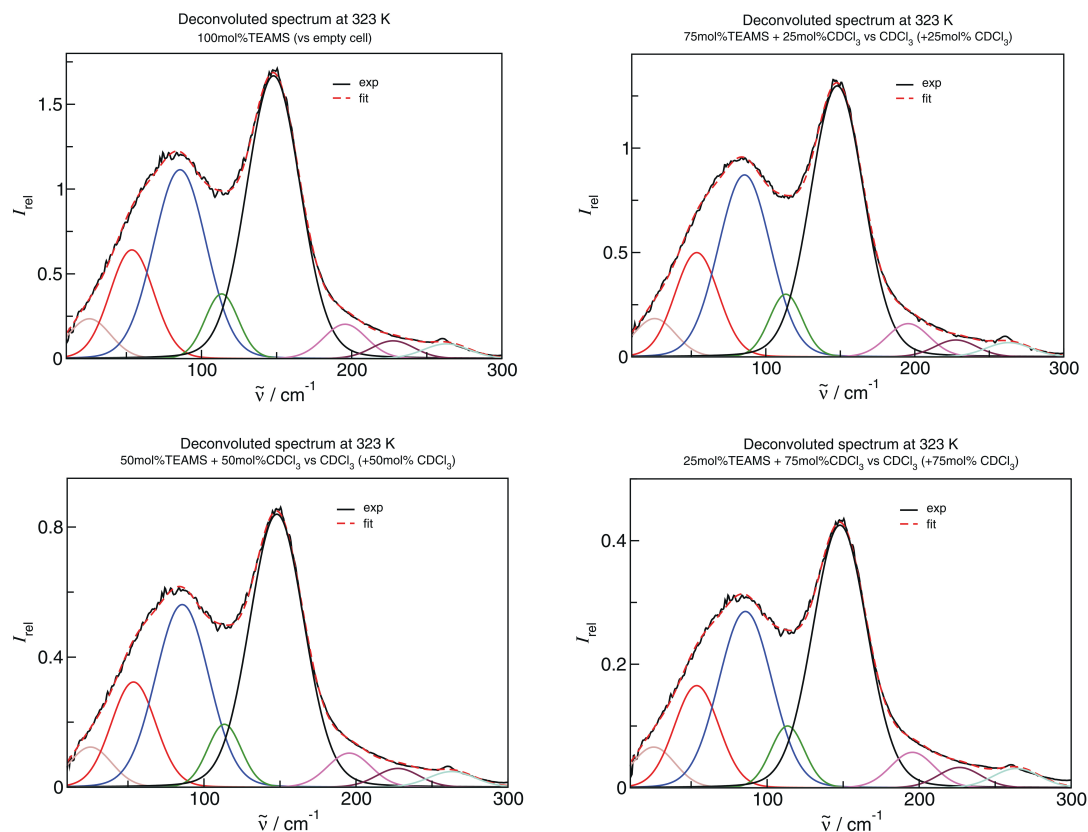 Deconvoluted spectrum at 323 K
100mol%TEAMS (vs empty cell)
exp
fit
1.5
1
0.5
0
I_rel
100
200
300
ν̃ / cm⁻¹
Deconvoluted spectrum at 323 K
75mol%TEAMS + 25mol%CDCl₃ vs CDCl₃ (+25mol% CDCl₃)
exp
fit
1
0.5
0
I_rel
100
200
300
ν̃ / cm⁻¹
Deconvoluted spectrum at 323 K
50mol%TEAMS + 50mol%CDCl₃ vs CDCl₃ (+50mol% CDCl₃)
exp
fit
0.8
0.4
0
I_rel
100
200
300
ν̃ / cm⁻¹
Deconvoluted spectrum at 323 K
25mol%TEAMS + 75mol%CDCl₃ vs CDCl₃ (+75mol% CDCl₃)
exp
fit
0.4
0.2
0
I_rel
100
200
300
ν̃ / cm⁻¹